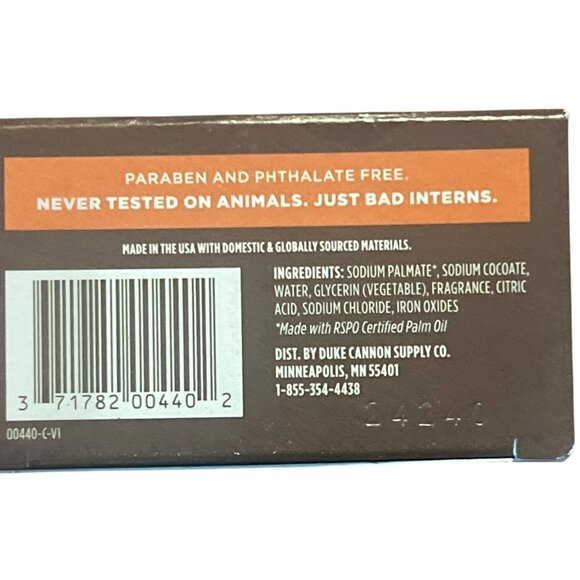 PARABEN AND PHTHALATE FREE.
NEVER TESTED ON ANIMALS. JUST BAD INTERNS.
MADE IN THE USA WITH DOMESTIC & GLOBALLY SOURCED MATERIALS.
INGREDIENTS: SODIUM PALMATE*, SODIUM COCOATE,
WATER, GLYCERIN (VEGETABLE), FRAGRANCE, CITRIC
ACID, SODIUM CHLORIDE, IRON OXIDES
*Made with RSPO Certified Palm Oil
DIST. BY DUKE CANNON SUPPLY CO.
MINNEAPOLIS, MN 55401
1-855-354-4438
3 71782 00440 2
00440-C-V1
24240